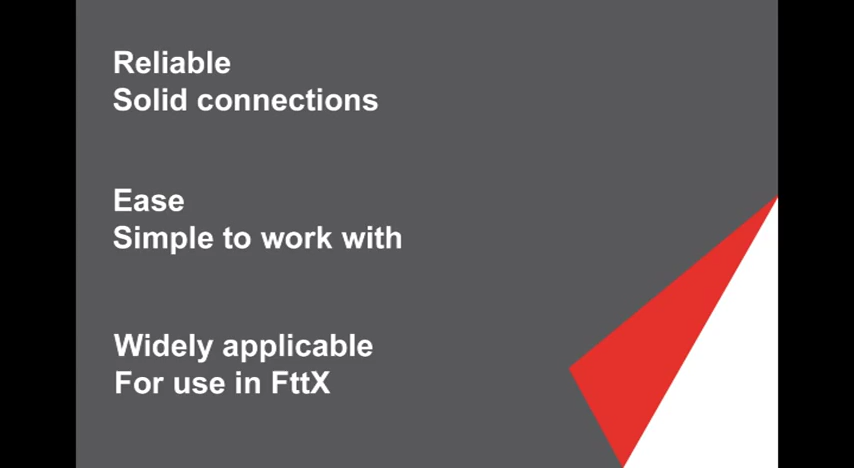 Reliable
Solid connections
Ease
Simple to work with
Widely applicable
For use in FttX